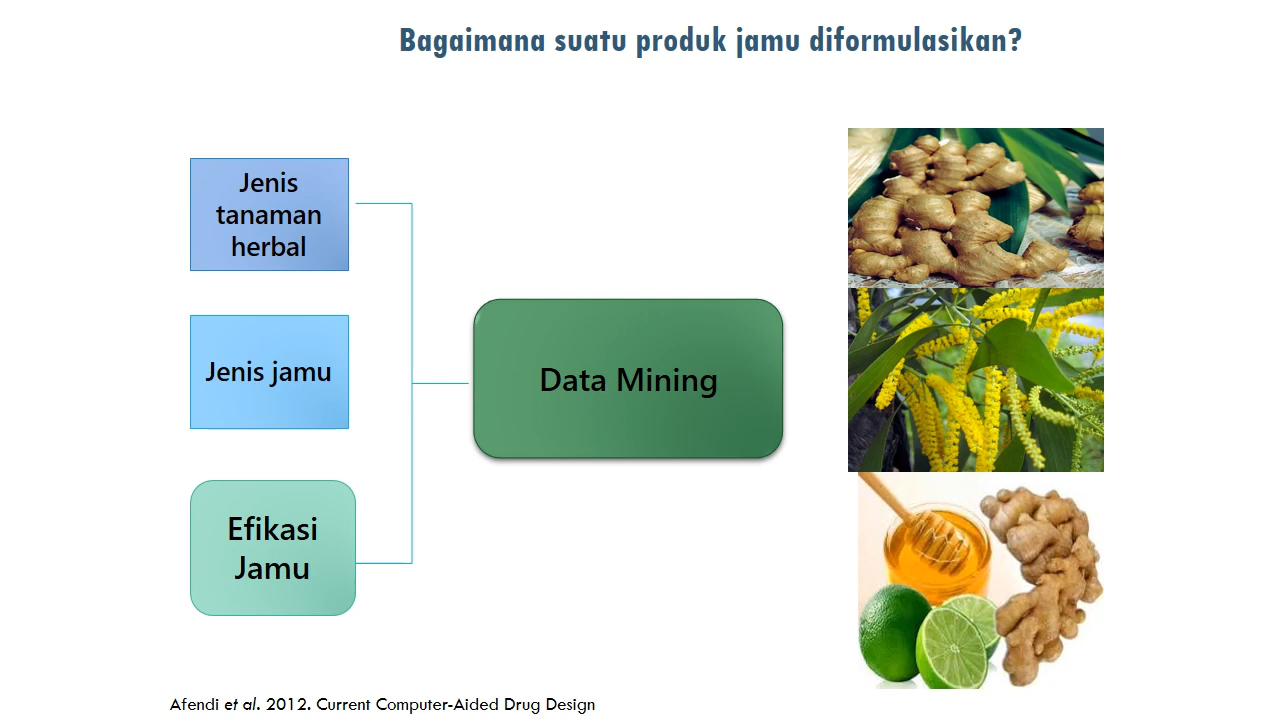 Bagaimana suatu produk jamu diformulasikan?
Jenis
tanaman
herbal
Jenis jamu
Data Mining
Efikasi
Jamu
Afendi et al. 2012. Current Computer-Aided Drug Design